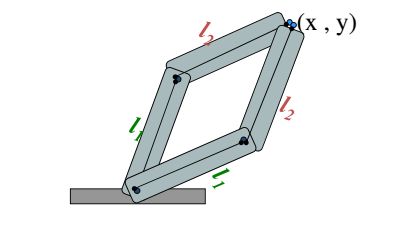 l₂
(x , y)
l₁
l₂
l₁